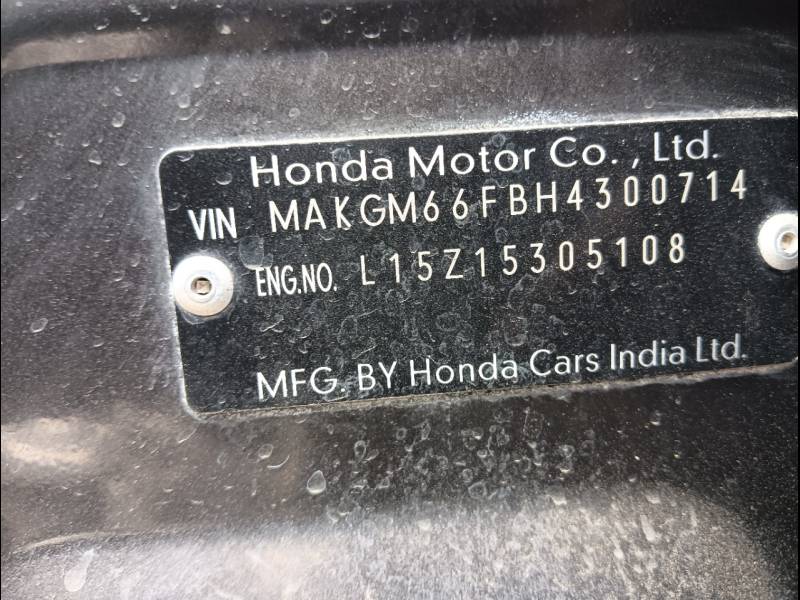 Honda Motor Co., Ltd.
VIN MAKGM66FBH4300714
ENG.NO. L15Z15305108
MFG. BY Honda Cars India Ltd.